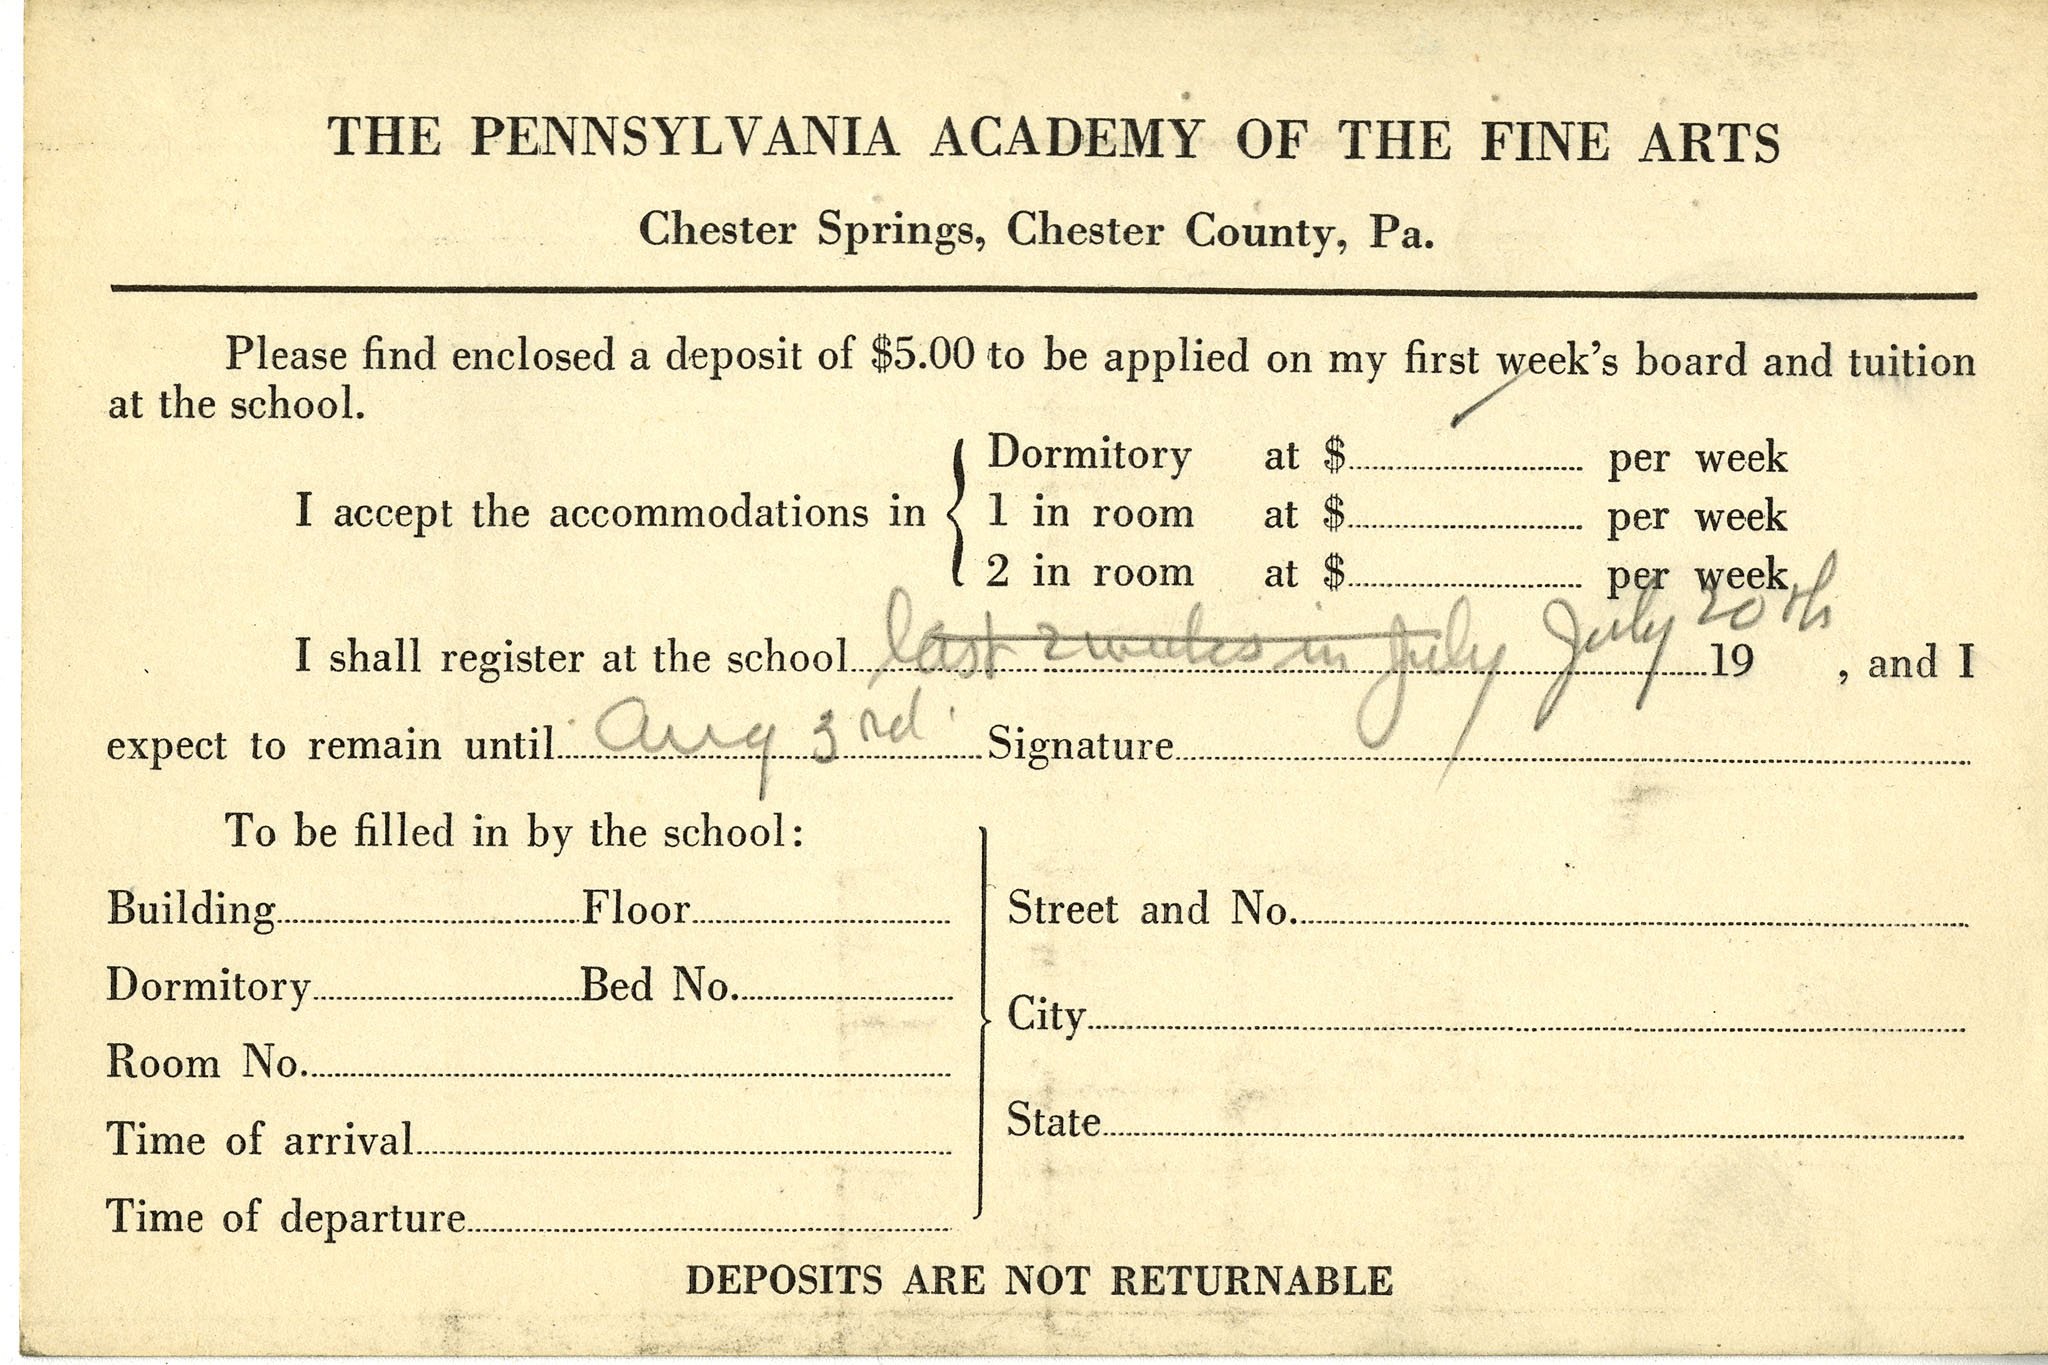 THE PENNSYLVANIA ACADEMY OF THE FINE ARTS
Chester Springs, Chester County, Pa.
Please find enclosed a deposit of $5.00 to be applied on my first week's board and tuition
at the school.
Dormitory at $ per week
I accept the accommodations in 1 in room at $ per week
2 in room at $ per week
I shall register at the school last 2 weeks in July July 20th 19 , and I
expect to remain until Aug 3rd. Signature
To be filled in by the school:
Building Floor Street and No.
Dormitory Bed No.
City
Room No.
State
Time of arrival
Time of departure
DEPOSITS ARE NOT RETURNABLE